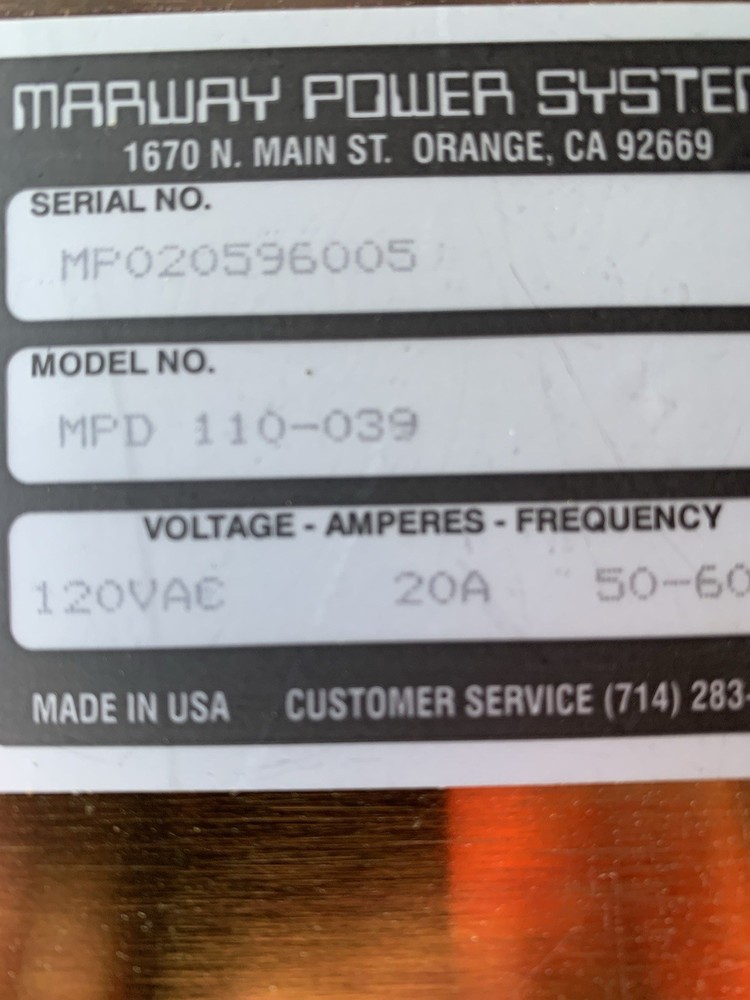 MARWAY POWER SYSTEM
1670 N. MAIN ST. ORANGE, CA 92669
SERIAL NO.
MP020596005
MODEL NO.
MPD 110-039
VOLTAGE - AMPERES - FREQUENCY
120VAC 20A 50-60
MADE IN USA CUSTOMER SERVICE (714) 283-